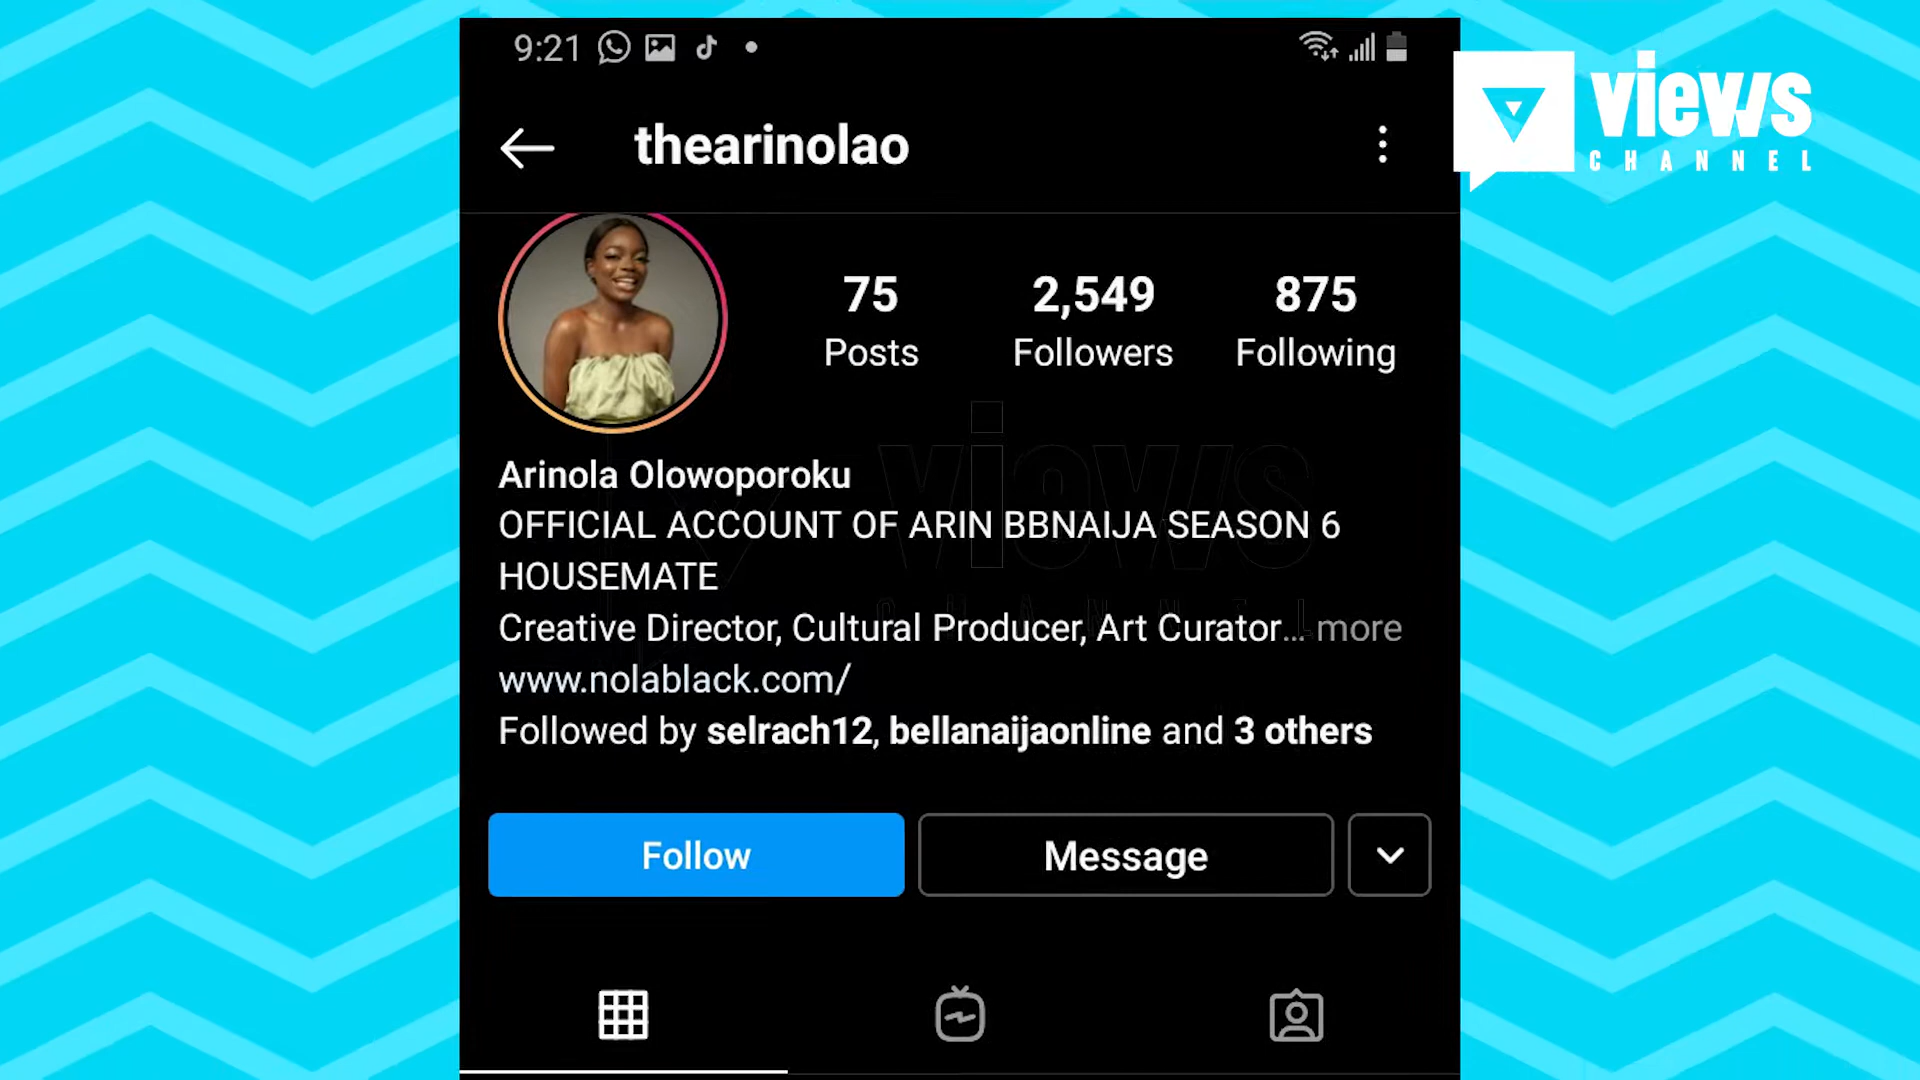 9:21
thearinolao
views
CHANNEL
75
2,549
875
Posts
Followers
Following
Arinola Olowoporoku
OFFICIAL ACCOUNT OF ARIN BBNAIJA SEASON 6
HOUSEMATE
Creative Director, Cultural Producer, Art Curator... more
www.nolablack.com/
Followed by selrach12, bellanaijaonline and 3 others
Follow
Message
views
CHANNEL